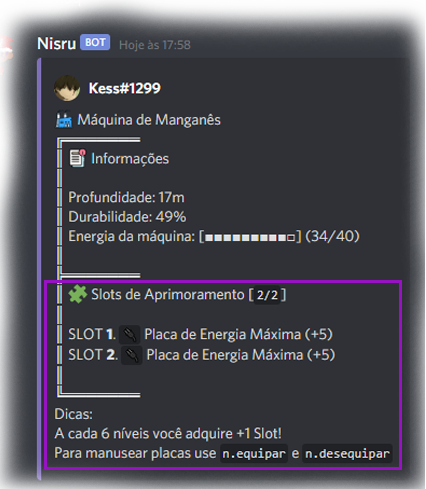 Nisru BOT Hoje às 17:58
Kess#1299
Máquina de Manganês
Informações
Profundidade: 17m
Durabilidade: 49%
Energia da máquina: [■■■■■■■■■□] (34/40)
Slots de Aprimoramento [2/2]
SLOT 1. Placa de Energia Máxima (+5)
SLOT 2. Placa de Energia Máxima (+5)
Dicas:
A cada 6 níveis você adquire +1 Slot!
Para manusear placas use n.equipar e n.desequipar